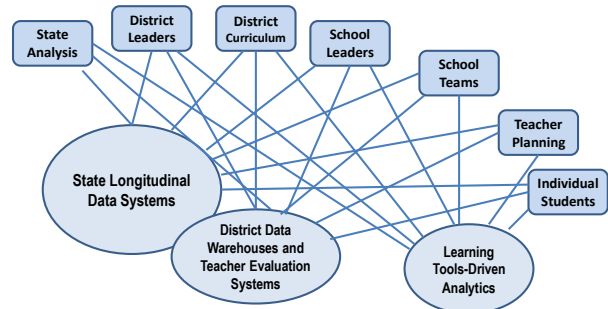 State
Analysis
District
Leaders
District
Curriculum
School
Leaders
School
Teams
Teacher
Planning
Individual
Students
State Longitudinal
Data Systems
District Data
Warehouses and
Teacher Evaluation
Systems
Learning
Tools-Driven
Analytics